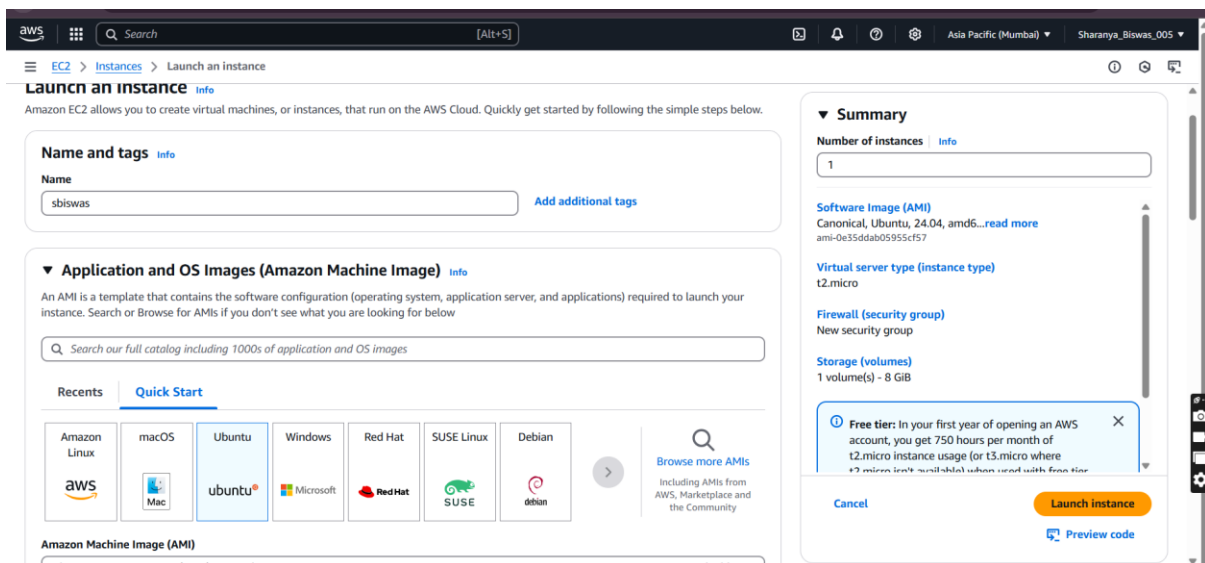 aws
Search [Alt+S]
Asia Pacific (Mumbai) Sharanya_Biswas_005
EC2 > Instances > Launch an instance
Launch an instance Info
Amazon EC2 allows you to create virtual machines, or instances, that run on the AWS Cloud. Quickly get started by following the simple steps below.
Name and tags Info
Name
sbiswas
Add additional tags
Application and OS Images (Amazon Machine Image) Info
An AMI is a template that contains the software configuration (operating system, application server, and applications) required to launch your
instance. Search or Browse for AMIs if you don't see what you are looking for
below
Search our full catalog including 1000s of application and OS images
Recents
Quick Start
Amazon
Linux
aws
macOS
Mac
Ubuntu
ubuntu®
Windows
Microsoft
Red Hat
Red Hat
SUSE Linux
SUSE
Debian
debian
Browse more AMIs
Including AMIs from
AWS, Marketplace and
the Community
Amazon Machine Image (AMI)
Summary
Number of instances Info
1
Software Image (AMI)
Canonical, Ubuntu, 24.04, amd6...read more
ami-0e35ddab05955cf57
Virtual server type (instance type)
t2.micro
Firewall (security group)
New security group
Storage (volumes)
1 volume(s) - 8 GiB
Free tier: In your first year of opening an AWS
account, you get 750 hours per month of
t2.micro instance usage (or t3.micro where
t2.micro isn't available) when used with free tier
Cancel
Launch instance
Preview code